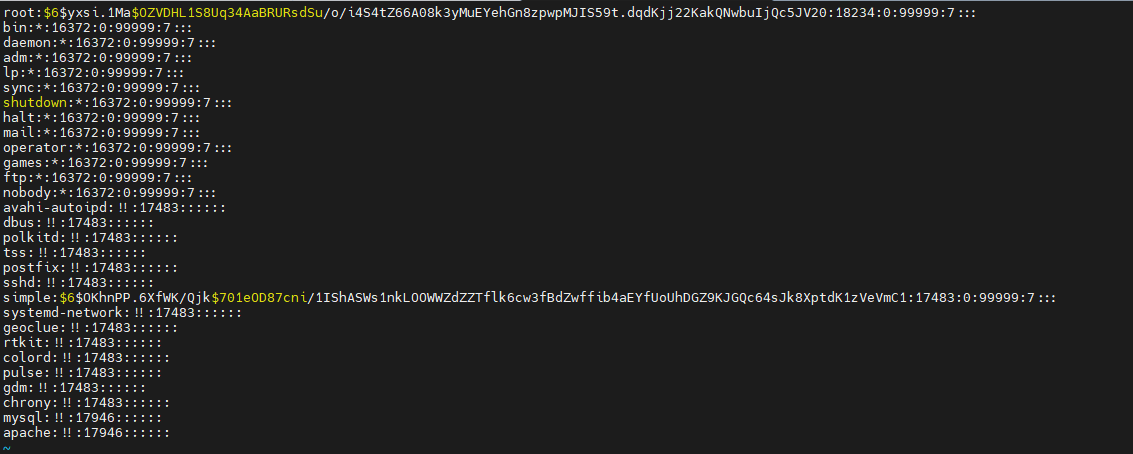 root:$6$yxsi.1Ma$OZVDHL1S8Uq34AaBRURsdSu/o/i4S4tZ66A08k3yMuEYehGn8zpwpMJIS59t.dqdKjj22KakQNwbuIjQc5JV20:18234:0:99999:7:::
bin:*:16372:0:99999:7:::
daemon:*:16372:0:99999:7:::
adm:*:16372:0:99999:7:::
lp:*:16372:0:99999:7:::
sync:*:16372:0:99999:7:::
shutdown:*:16372:0:99999:7:::
halt:*:16372:0:99999:7:::
mail:*:16372:0:99999:7:::
operator:*:16372:0:99999:7:::
games:*:16372:0:99999:7:::
ftp:*:16372:0:99999:7:::
nobody:*:16372:0:99999:7:::
avahi-autoipd:!!:17483::::::
dbus:!!:17483::::::
polkitd:!!:17483::::::
tss:!!:17483::::::
postfix:!!:17483::::::
sshd:!!:17483::::::
simple:$6$OKhnPP.6XfWK/Qjk$701eOD87cni/1IShASWs1nkLOOWWZdZZTflk6cw3fBdZwffib4aEYfUoUhDGZ9KJGQc64sJk8XptdK1zVeVmC1:17483:0:99999:7:::
systemd-network:!!:17483::::::
geoclue:!!:17483::::::
rtkit:!!:17483::::::
colord:!!:17483::::::
pulse:!!:17483::::::
gdm:!!:17483::::::
chrony:!!:17483::::::
mysql:!!:17946::::::
apache:!!:17946::::::
~